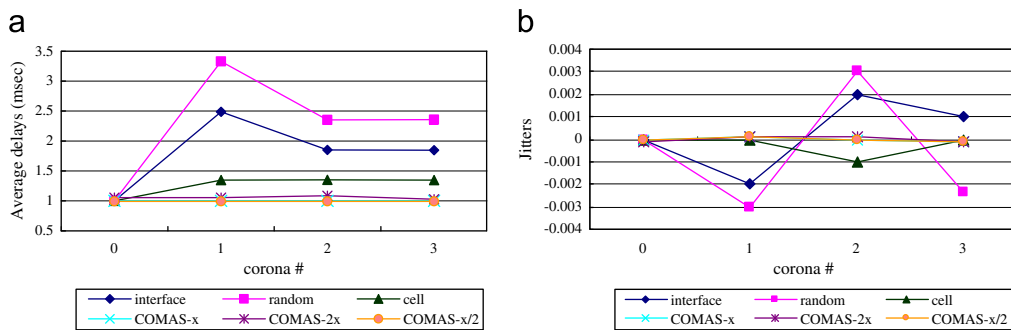 a
Average delays (msec)
3.5
3
2.5
2
1.5
1
0.5
0 1 2 3
corona #
interface random cell
COMAS-x COMAS-2x COMAS-x/2
b
Jitters
0.004
0.003
0.002
0.001
0
-0.001
-0.002
-0.003
-0.004
0 1 2 3
corona #
interface random cell
COMAS-x COMAS-2x COMAS-x/2